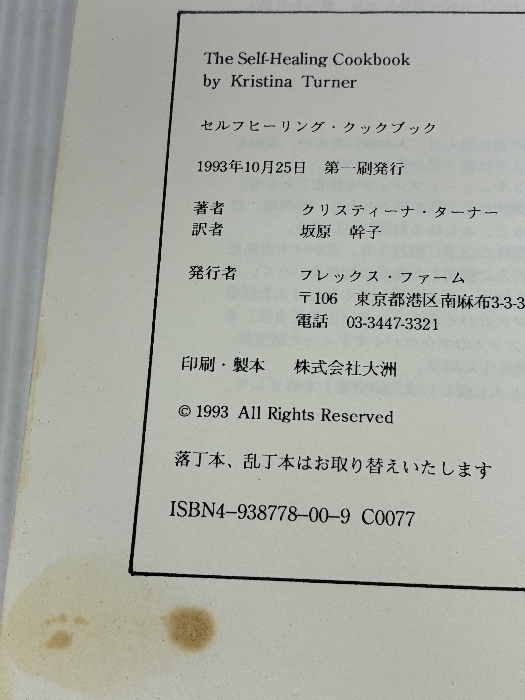 The Self-Healing Cookbook
by Kristina Turner
セルフヒーリング・クックブック
1993年10月25日　第一刷発行
著者　クリスティーナ・ターナー
訳者　坂原　幹子
発行者　フレックス・ファーム
〒106　東京都港区南麻布3-3-3
電話　03-3447-3321
印刷・製本　株式会社大洲
© 1993 All Rights Reserved
落丁本、乱丁本はお取り替えいたします
ISBN4-938778-00-9 C0077